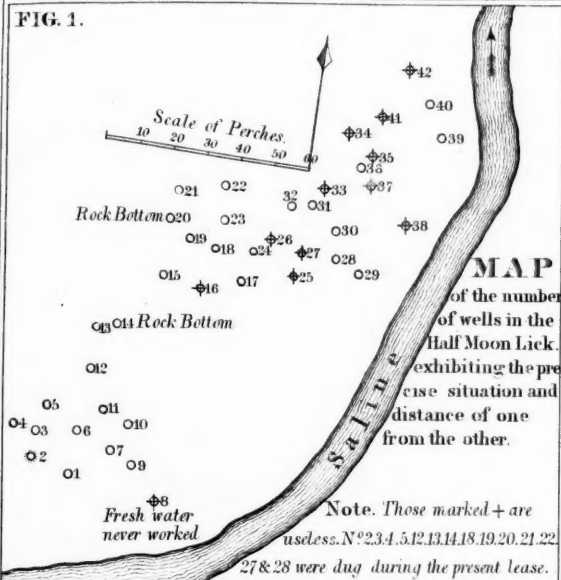 FIG. 1.
Scale of Perches.
10 20 30 40 50 60
42
40
41
34
39
35
36
37
21
22
32
33
31
Rock Bottom 20
23
38
19
26
30
18
24
27
28
15
16
17
25
29
MAP
of the number
of wells in the
Half Moon Lick.
exhibiting the pre
cise situation and
distance of one
from the other.
13 14 Rock Bottom
12
Saline
5
11
4
3
6
10
2
7
9
1
8
Fresh water
never worked
Note. Those marked + are
useless. Nº 2.3.4.5.12.13.14.18.19.20.21.22.
27 & 28 were dug during the present lease.